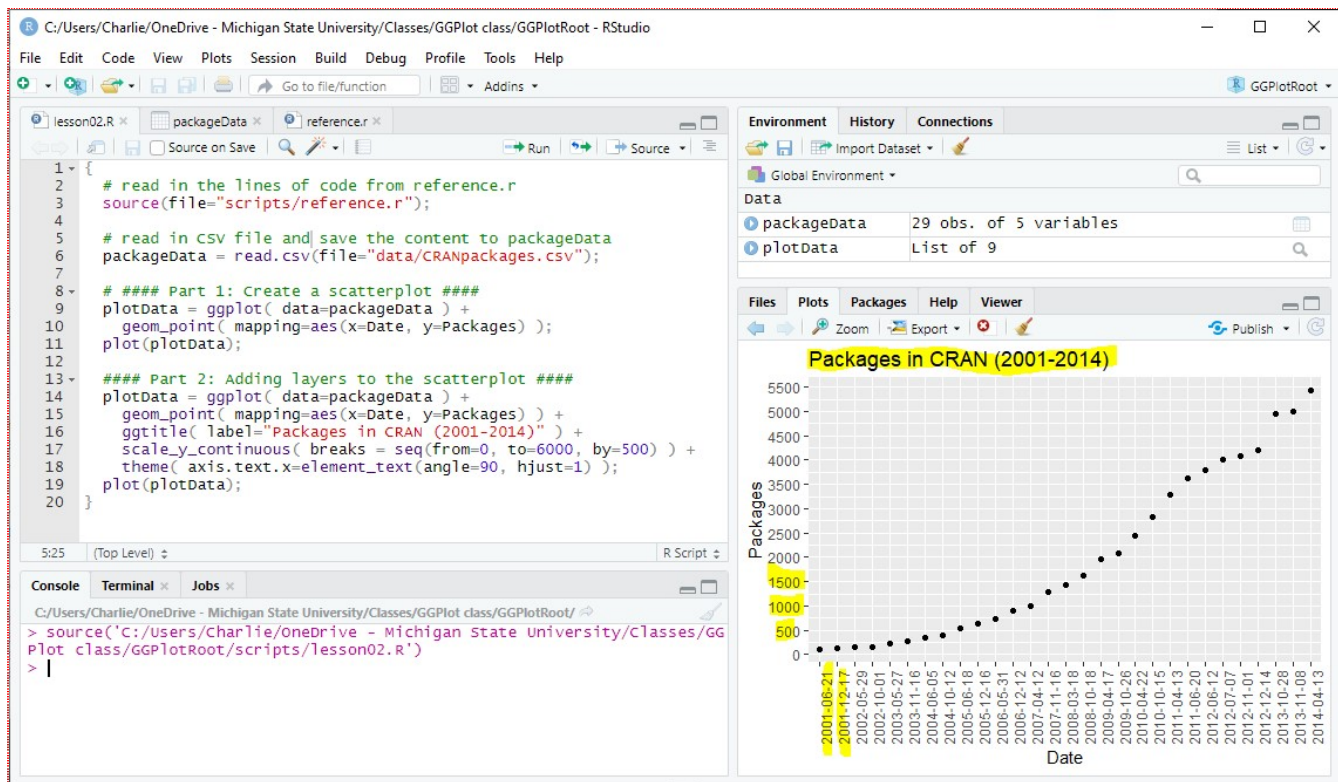 C:/Users/Charlie/OneDrive - Michigan State University/Classes/GGPlot class/GGPlotRoot - RStudio
File Edit Code View Plots Session Build Debug Profile Tools Help
Go to file/function Addins GGPlotRoot
lesson02.R packageData reference.r
Source on Save Run Source
1 {
2 # read in the lines of code from reference.r
3 source(file="scripts/reference.r");
4
5 # read in CSV file and save the content to packageData
6 packageData = read.csv(file="data/CRANpackages.csv");
7
8 # #### Part 1: Create a scatterplot ####
9 plotData = ggplot( data=packageData ) +
10 geom_point( mapping=aes(x=Date, y=Packages) );
11 plot(plotData);
12
13 #### Part 2: Adding layers to the scatterplot ####
14 plotData = ggplot( data=packageData ) +
15 geom_point( mapping=aes(x=Date, y=Packages) ) +
16 ggtitle( label="Packages in CRAN (2001-2014)" ) +
17 scale_y_continuous( breaks = seq(from=0, to=6000, by=500) ) +
18 theme( axis.text.x=element_text(angle=90, hjust=1) );
19 plot(plotData);
20 }
5:25 (Top Level) R Script
Console Terminal Jobs
C:/Users/Charlie/OneDrive - Michigan State University/Classes/GGPlot class/GGPlotRoot/
> source('C:/Users/Charlie/OneDrive - Michigan State University/Classes/GG
Plot class/GGPlotRoot/scripts/lesson02.R')
>
Environment History Connections
Import Dataset List
Global Environment
Data
packageData 29 obs. of 5 variables
plotData List of 9
Files Plots Packages Help Viewer
Zoom Export Publish
Packages in CRAN (2001-2014)
Packages
5500
5000
4500
4000
3500
3000
2500
2000
1500
1000
500
0
2001-06-21
2001-12-17
2002-05-29
2002-10-01
2003-05-27
2003-11-16
2004-06-05
2004-10-12
2005-06-18
2005-12-16
2006-05-31
2006-12-12
2007-04-12
2007-11-16
2008-03-18
2008-10-18
2009-04-17
2009-10-26
2010-04-22
2010-10-15
2011-04-13
2011-06-20
2012-06-12
2012-07-07
2012-11-01
2012-12-14
2013-10-28
2013-11-08
2014-04-13
Date